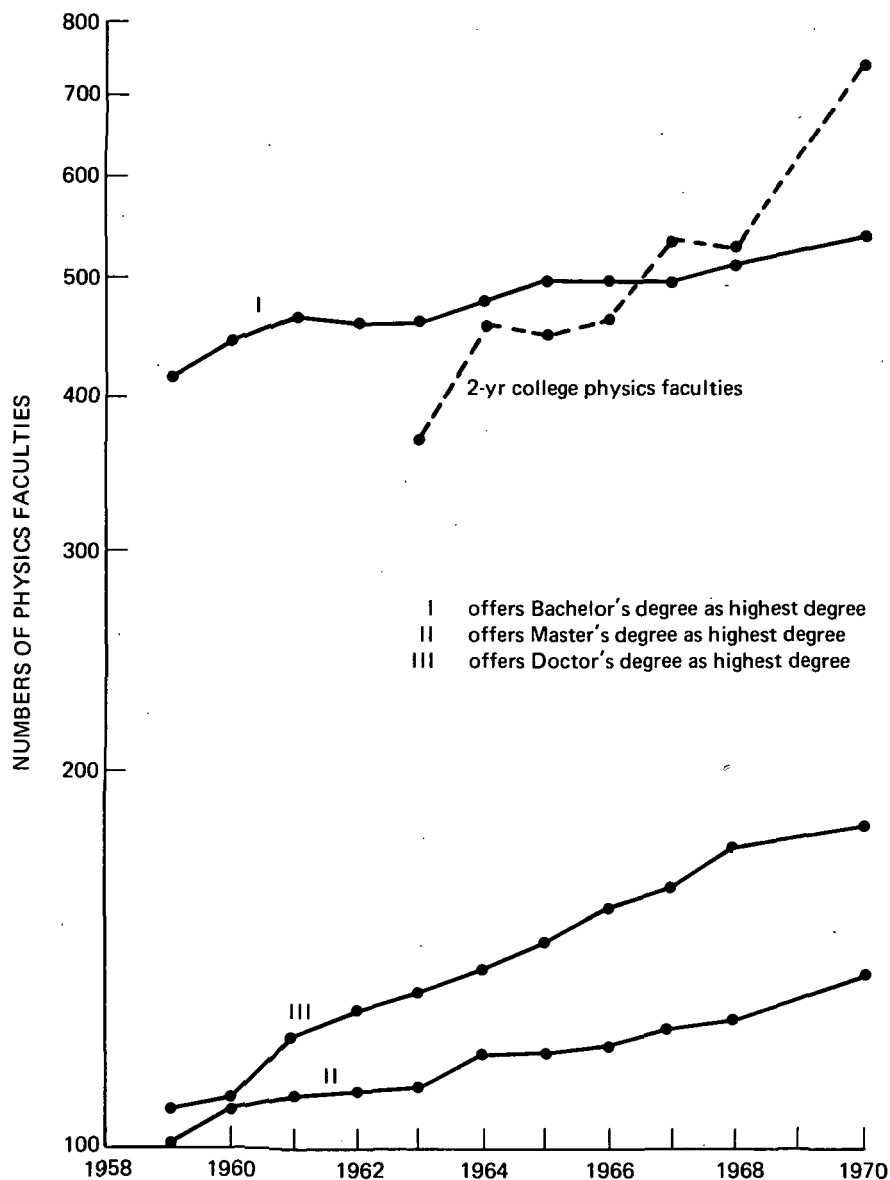 800
700
600
500
400
300
200
100
NUMBERS OF PHYSICS FACULTIES
I
2-yr college physics faculties
I offers Bachelor's degree as highest degree
II offers Master's degree as highest degree
III offers Doctor's degree as highest degree
III
II
1958 1960 1962 1964 1966 1968 1970